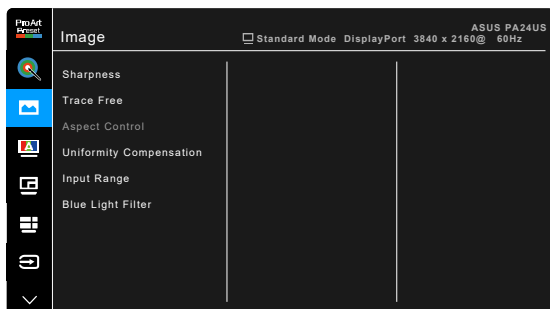 ProArt
Preset
Image
Standard Mode DisplayPort 3840 x 2160@ 60Hz
ASUS PA24US
Sharpness
Trace Free
Aspect Control
A
Uniformity Compensation
Input Range
Blue Light Filter